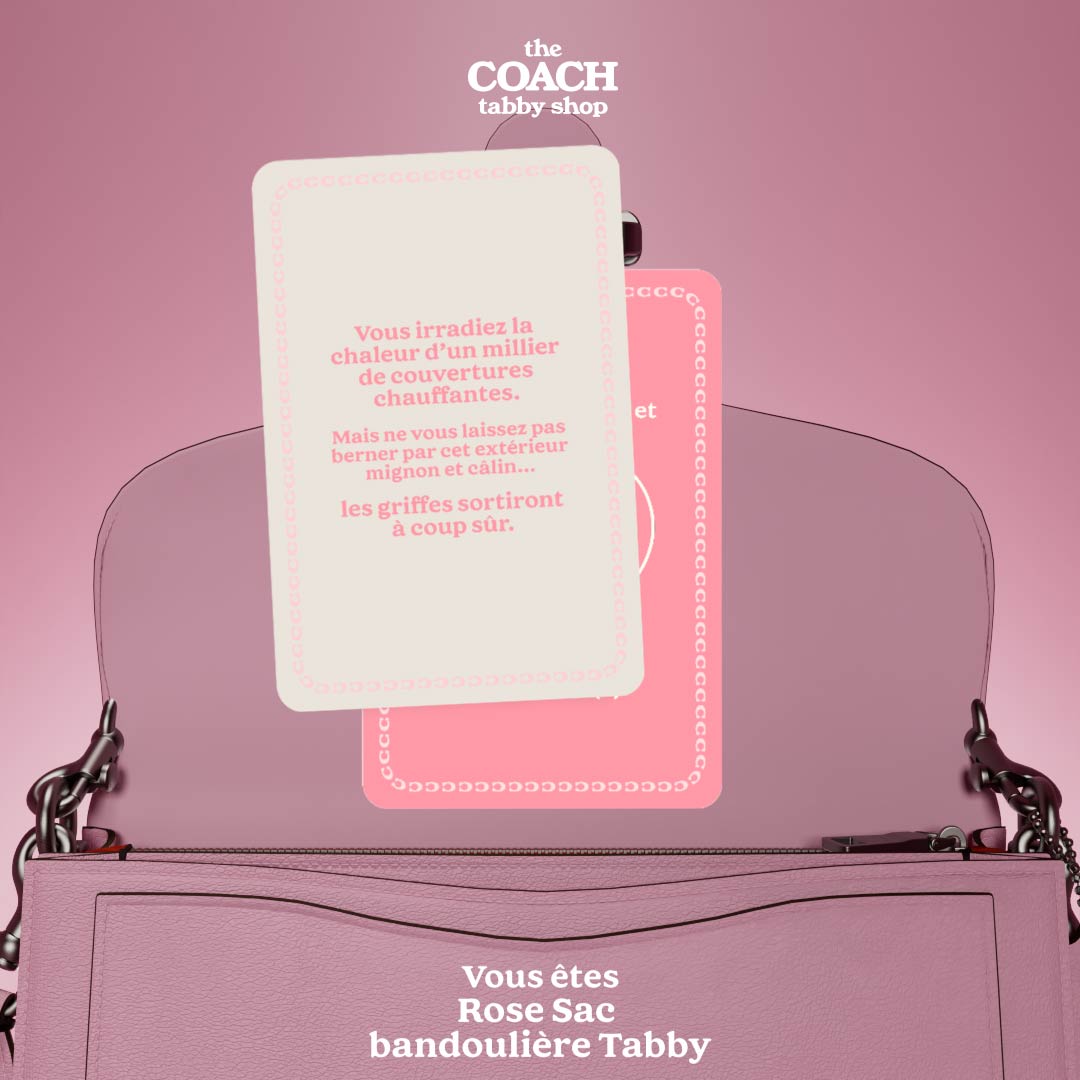 the
COACH
tabby shop
Vous irradiez la
chaleur d’un millier
de couvertures
chauffantes.
Mais ne vous laissez pas
berner par cet extérieur
mignon et câlin...
les griffes sortiront
à coup sûr.
et
Vous êtes
Rose Sac
bandoulière Tabby